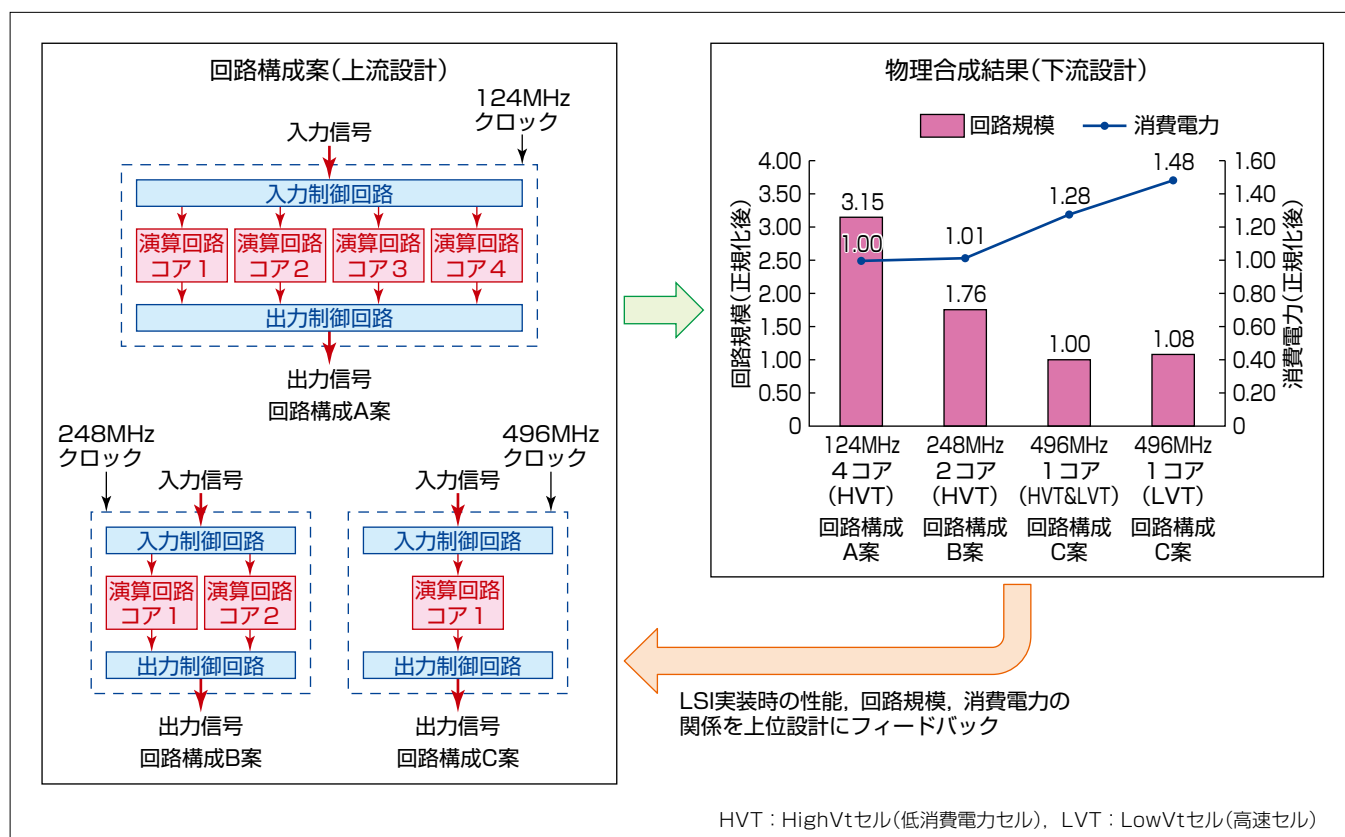 回路構成案(上流設計)
124MHz
クロック
入力信号
入力制御回路
演算回路
コア1
演算回路
コア2
演算回路
コア3
演算回路
コア4
出力制御回路
出力信号
回路構成A案
248MHz
クロック
入力信号
入力制御回路
演算回路
コア1
演算回路
コア2
出力制御回路
出力信号
回路構成B案
496MHz
クロック
入力信号
入力制御回路
演算回路
コア1
出力制御回路
出力信号
回路構成C案
物理合成結果(下流設計)
回路規模
消費電力
回路規模(正規化後)
4.00
3.50
3.00
2.50
2.00
1.50
1.00
0.50
0
3.15
1.76
1.00
1.08
1.00
1.01
1.28
1.48
1.60
1.40
1.20
1.00
0.80
0.60
0.40
0.20
0
消費電力(正規化後)
124MHz
4コア
(HVT)
回路構成
A案
248MHz
2コア
(HVT)
回路構成
B案
496MHz
1コア
(HVT&LVT)
回路構成
C案
496MHz
1コア
(LVT)
回路構成
C案
LSI実装時の性能, 回路規模, 消費電力の
関係を上位設計にフィードバック
HVT:HighVtセル(低消費電力セル), LVT:LowVtセル(高速セル)